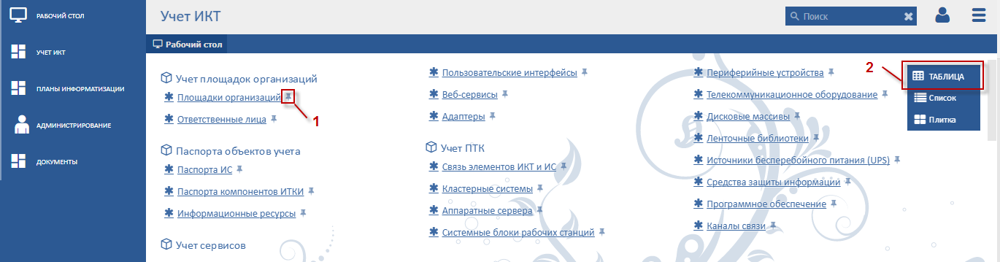 РАБОЧИЙ СТОЛ
УЧЕТ ИКТ
ПЛАНЫ ИНФОРМАТИЗАЦИИ
АДМИНИСТРИРОВАНИЕ
ДОКУМЕНТЫ
Учет ИКТ
Поиск
Рабочий стол
Учет площадок организаций
Площадки организаций
1
Ответственные лица
Паспорта объектов учета
Паспорта ИС
Паспорта компонентов ИТКИ
Информационные ресурсы
Учет сервисов
Пользовательские интерфейсы
Веб-сервисы
Адаптеры
Учет ПТК
Связь элементов ИКТ и ИС
Кластерные системы
Аппаратные сервера
Системные блоки рабочих станций
Периферийные устройства
Телекоммуникационное оборудование
Дисковые массивы
Ленточные библиотеки
Источники бесперебойного питания (UPS)
Средства защиты информации
Программное обеспечение
Каналы связи
2
ТАБЛИЦА
Список
Плитка